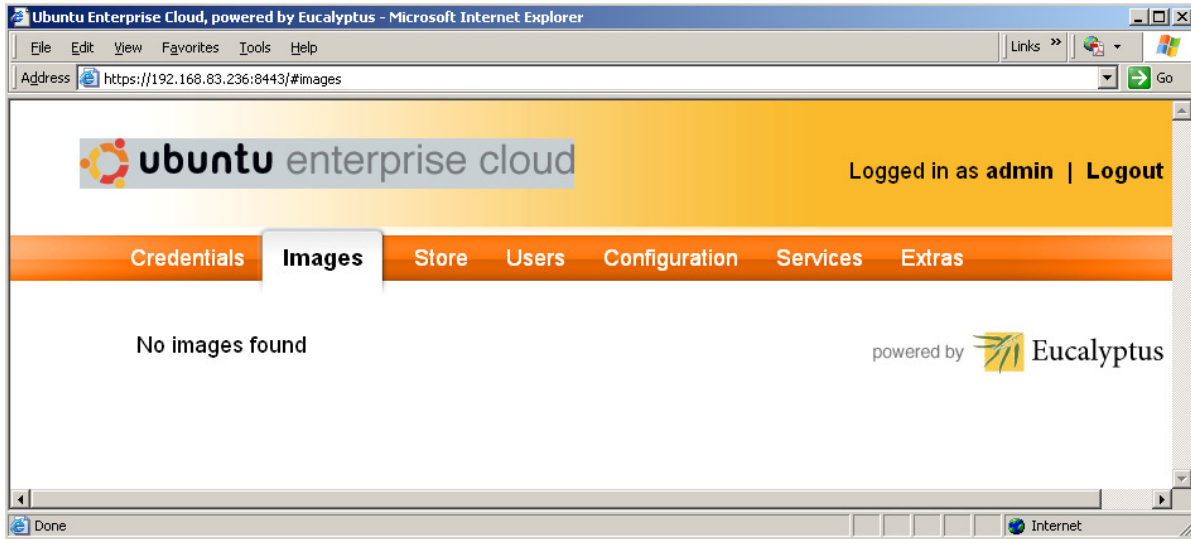 Ubuntu Enterprise Cloud, powered by Eucalyptus - Microsoft Internet Explorer
File Edit View Favorites Tools Help Links »
Address https://192.168.83.236:8443/#images Go
ubuntu enterprise cloud
Logged in as admin | Logout
Credentials Images Store Users Configuration Services Extras
No images found
powered by Eucalyptus
Done Internet